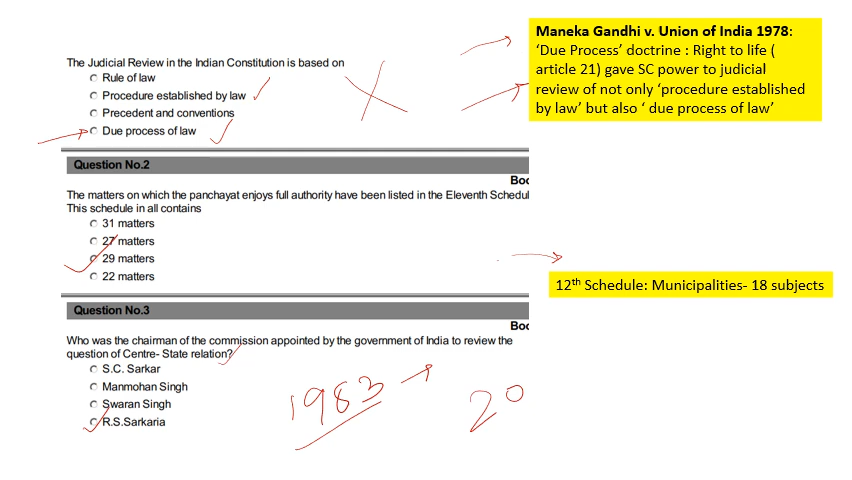 The Judicial Review in the Indian Constitution is based on
Rule of law
Procedure established by law
Precedent and conventions
Due process of law
Question No.2
Boo
The matters on which the panchayat enjoys full authority have been listed in the Eleventh Schedul
This schedule in all contains
31 matters
27 matters
29 matters
22 matters
Question No.3
Boo
Who was the chairman of the commission appointed by the government of India to review the
question of Centre- State relation?
S.C. Sarkar
Manmohan Singh
Swaran Singh
R.S.Sarkaria
1983
20
Maneka Gandhi v. Union of India 1978:
‘Due Process’ doctrine : Right to life (
article 21) gave SC power to judicial
review of not only ‘procedure established
by law’ but also ‘ due process of law’
12th Schedule: Municipalities- 18 subjects